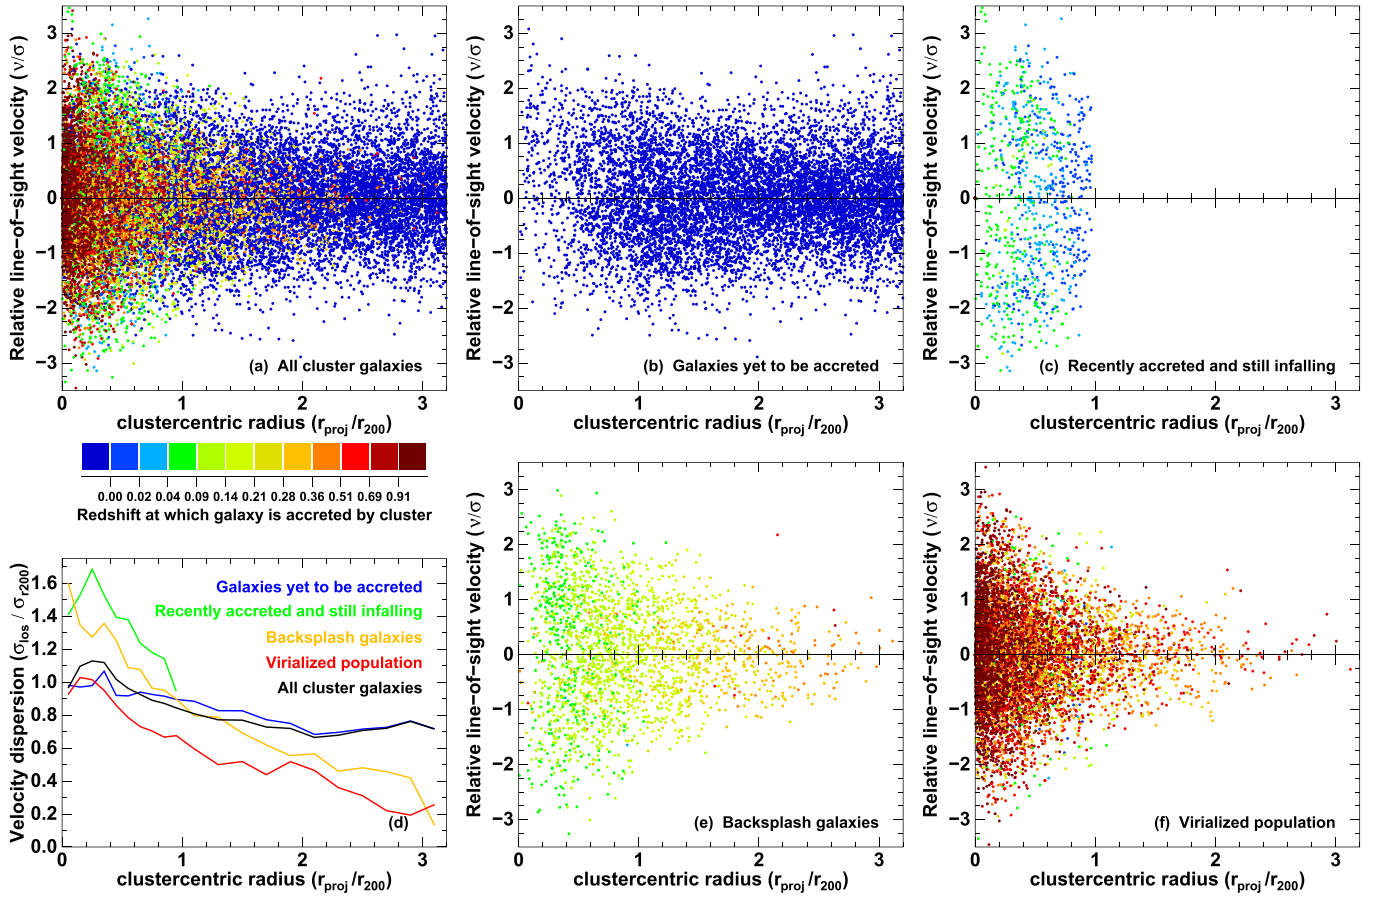 Relative line−of−sight velocity (ν/σ)
3
2
1
0
−1
−2
−3
(a) All cluster galaxies
0
1
2
3
clustercentric radius (rproj/r200)
Relative line−of−sight velocity (ν/σ)
3
2
1
0
−1
−2
−3
(b) Galaxies yet to be accreted
0
1
2
3
clustercentric radius (rproj/r200)
Relative line−of−sight velocity (ν/σ)
3
2
1
0
−1
−2
−3
(c) Recently accreted and still infalling
0
1
2
3
clustercentric radius (rproj/r200)
0.00 0.02 0.04 0.09 0.14 0.21 0.28 0.36 0.51 0.69 0.91
Redshift at which galaxy is accreted by cluster
Velocity dispersion (σlos / σr200)
1.6
1.4
1.2
1.0
0.8
0.6
0.4
0.2
0.0
Galaxies yet to be accreted
Recently accreted and still infalling
Backsplash galaxies
Virialized population
All cluster galaxies
(d)
0
1
2
3
clustercentric radius (rproj/r200)
Relative line−of−sight velocity (ν/σ)
3
2
1
0
−1
−2
−3
(e) Backsplash galaxies
0
1
2
3
clustercentric radius (rproj/r200)
Relative line−of−sight velocity (ν/σ)
3
2
1
0
−1
−2
−3
(f) Virialized population
0
1
2
3
clustercentric radius (rproj/r200)